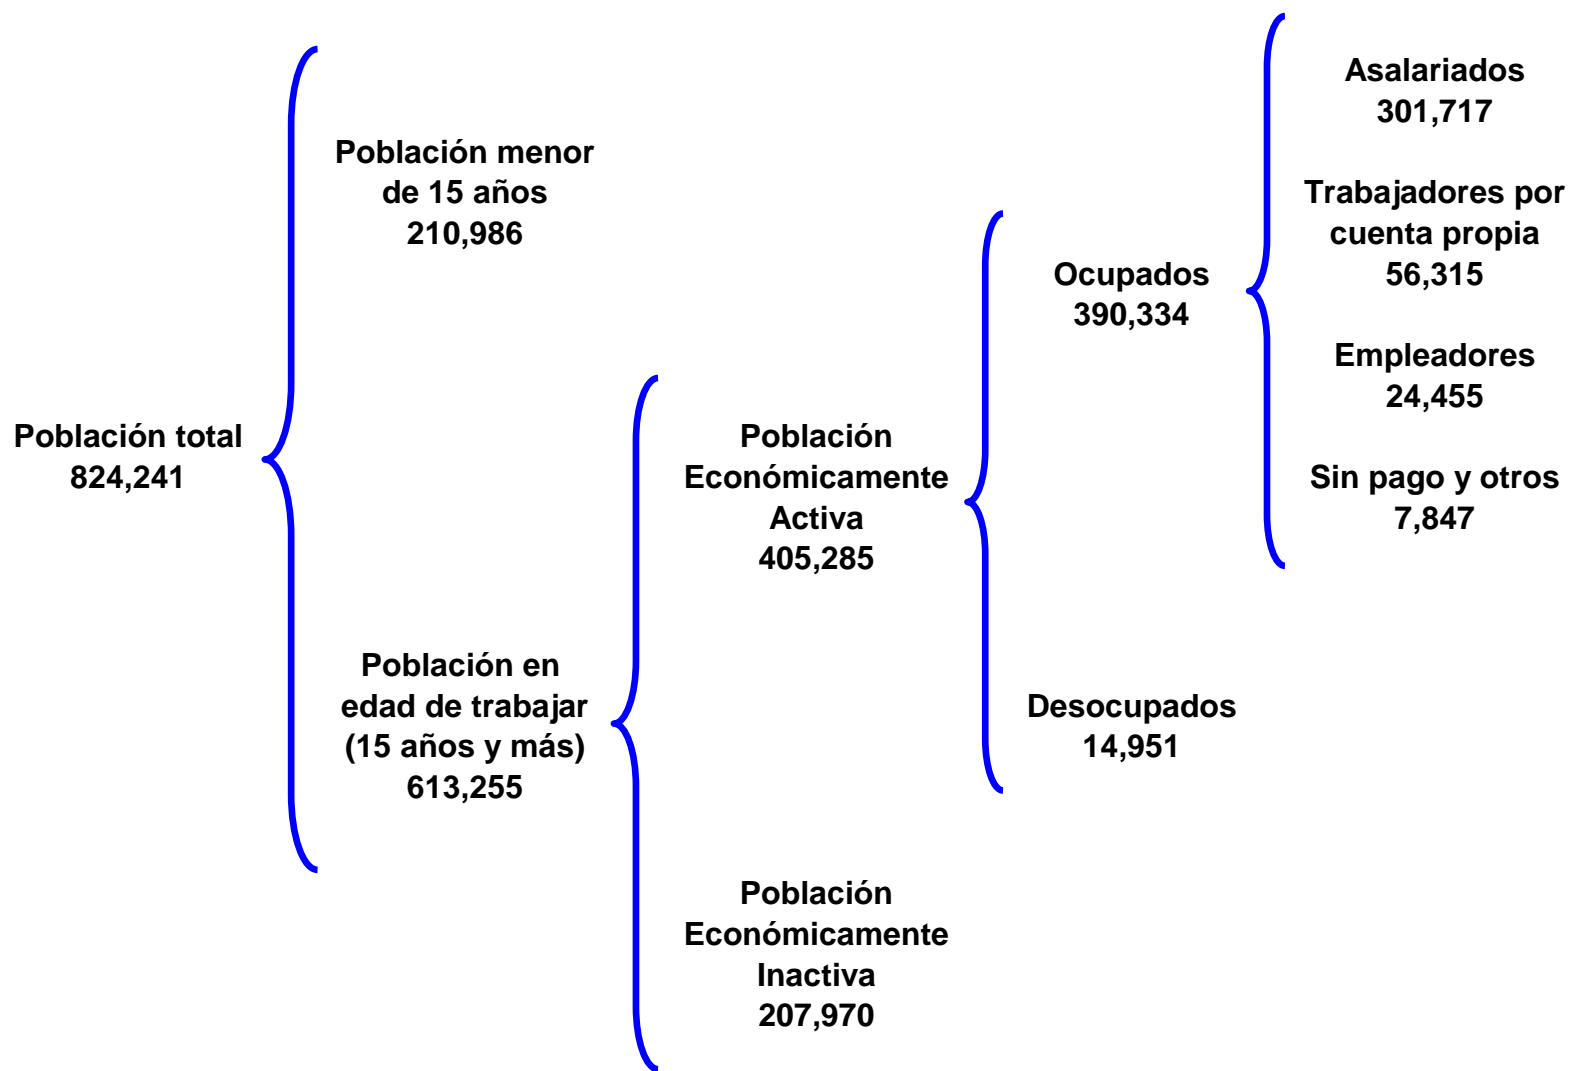 Población total
824,241
Población menor
de 15 años
210,986
Población en
edad de trabajar
(15 años y más)
613,255
Población
Económicamente
Activa
405,285
Población
Económicamente
Inactiva
207,970
Ocupados
390,334
Desocupados
14,951
Asalariados
301,717
Trabajadores por
cuenta propia
56,315
Empleadores
24,455
Sin pago y otros
7,847